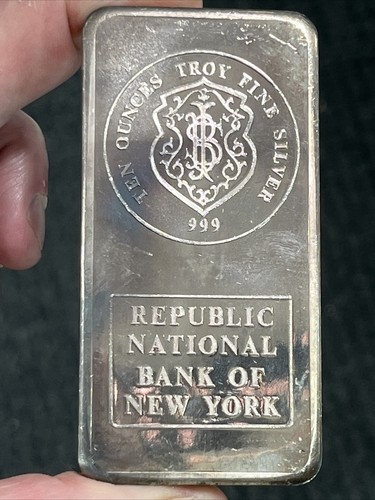 TEN OUNCES TROY FINE SILVER
999
REPUBLIC
NATIONAL
BANK OF
NEW YORK